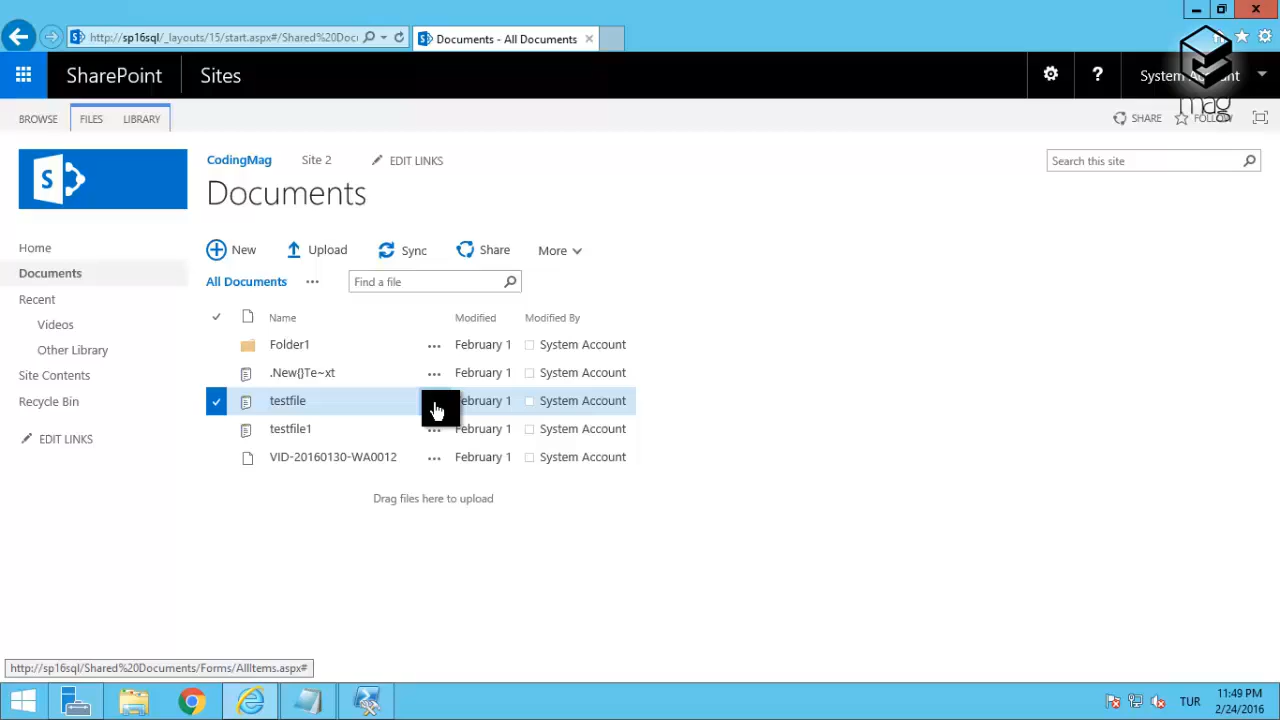 http://sp16sql/_layouts/15/start.aspx#/Shared%20Doc
Documents - All Documents
SharePoint
Sites
?
System Account
BROWSE
FILES
LIBRARY
SHARE
FOLLOW
mag
CodingMag
Site 2
EDIT LINKS
Search this site
S
Documents
Home
Documents
Recent
Videos
Other Library
Site Contents
Recycle Bin
EDIT LINKS
New
Upload
Sync
Share
More
All Documents
...
Find a file
Name
Modified
Modified By
Folder1 ... February 1 System Account
.New{}Te~xt ... February 1 System Account
testfile ebruary 1 System Account
testfile1 ... February 1 System Account
VID-20160130-WA0012 ... February 1 System Account
Drag files here to upload
http://sp16sql/Shared%20Documents/Forms/AllItems.aspx#
TUR
11:49 PM
2/24/2016